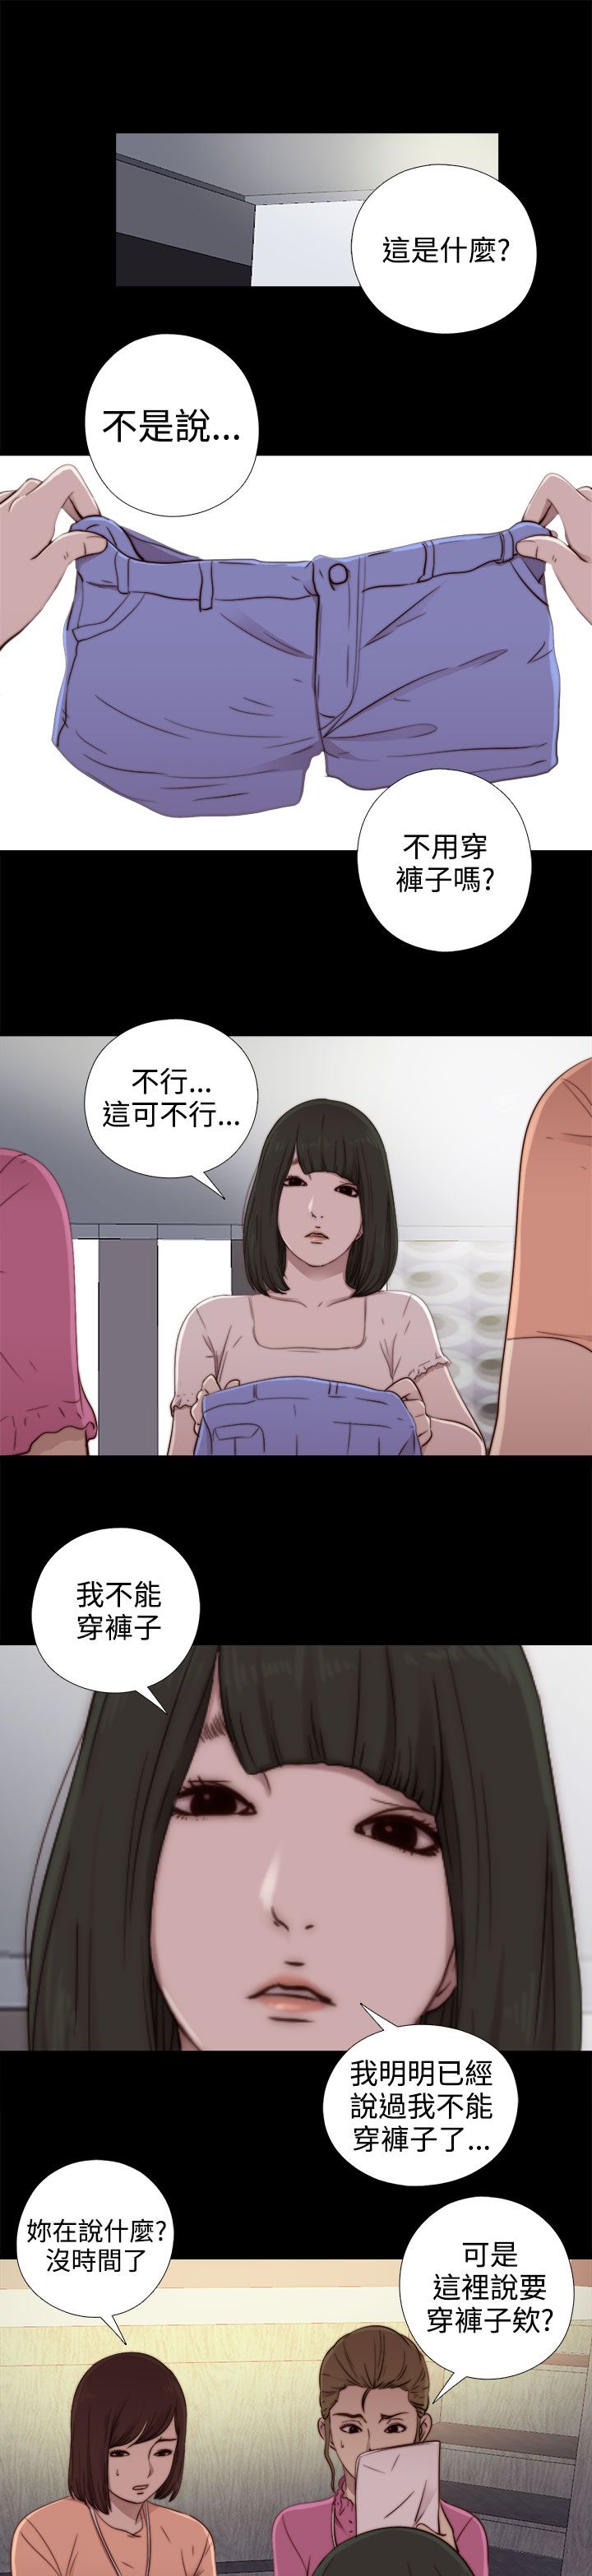 這是什麼?
不是說...
不用穿
褲子嗎?
不行...
這可不行...
我不能
穿褲子
我明明已經
說過我不能
穿褲子了...
妳在說什麼?
沒時間了
可是
這裡說要
穿褲子欸?